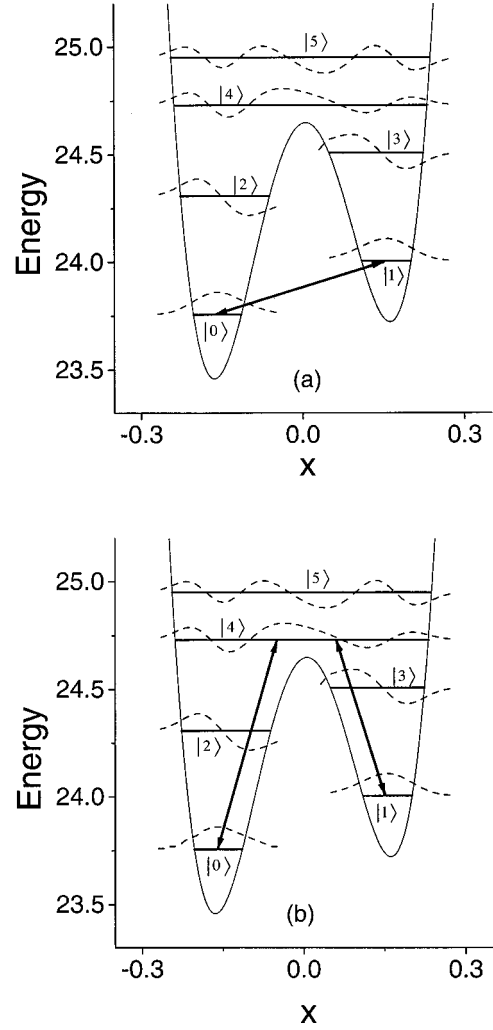 25.0
|5⟩
|4⟩
24.5
|3⟩
|2⟩
Energy
24.0
|1⟩
|0⟩
23.5
(a)
-0.3 0.0 0.3
x
25.0
|5⟩
|4⟩
24.5
|3⟩
|2⟩
Energy
24.0
|1⟩
|0⟩
23.5
(b)
-0.3 0.0 0.3
x